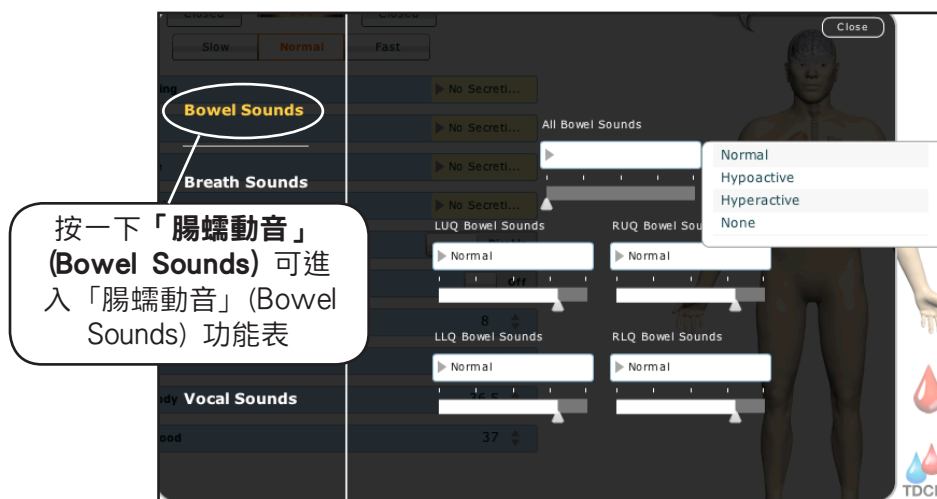 Closed
Closed
Close
Slow Normal Fast
ing
No Secreti...
Bowel Sounds
No Secreti...
All Bowel Sounds
No Secreti...
Normal
Hypoactive
Hyperactive
None
Breath Sounds
No Secreti...
LUQ Bowel Sounds
RUQ Bowel Sou
Normal
Normal
Off
8
LLQ Bowel Sounds
RLQ Bowel Sounds
Normal
Normal
ody
Vocal Sounds
36.5
ood
37
TDC
按一下「腸蠕動音」
(Bowel Sounds) 可進
入「腸蠕動音」(Bowel
Sounds) 功能表